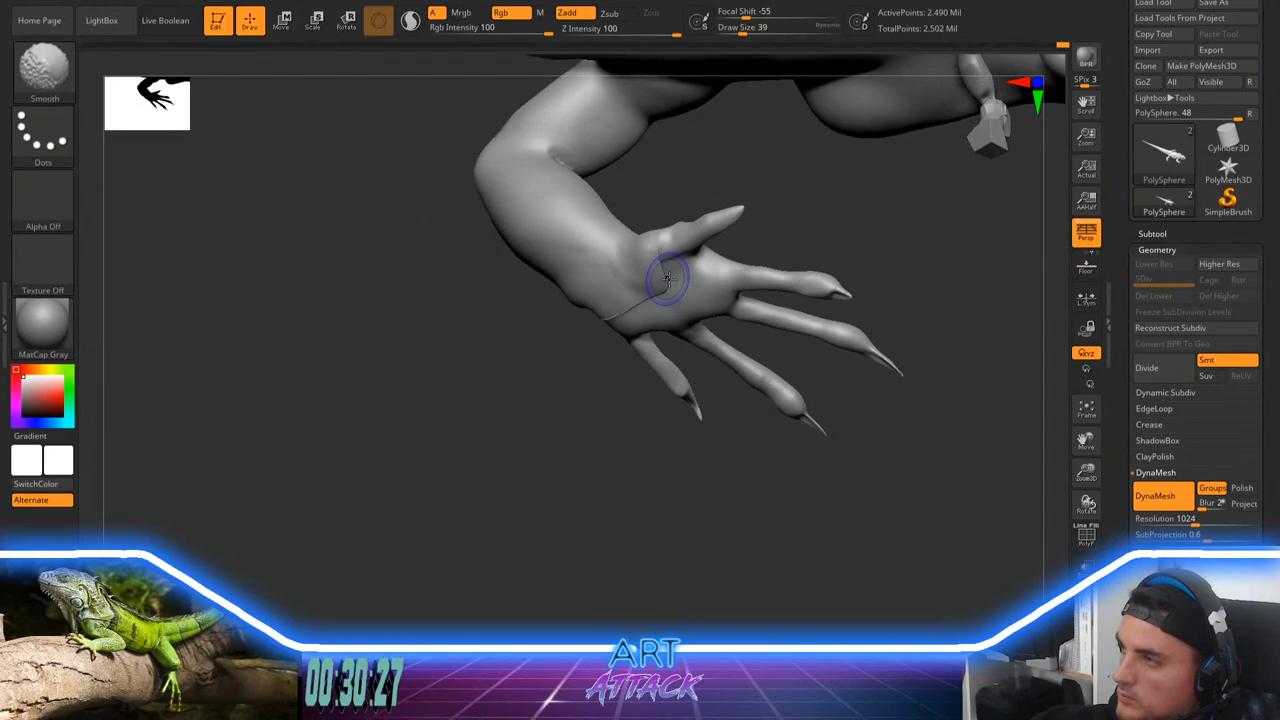 Home Page
LightBox
Live Boolean
Edit
Draw
Move
Scale
Rotate
A
Mrgb
Rgb
M
Rgb Intensity 100
Zadd
Zsub
Zcut
Z Intensity 100
S
Focal Shift -55
Draw Size 39
Dynamic
D
ActivePoints: 2.490 Mil
TotalPoints: 2.502 Mil
Smooth
Dots
Alpha Off
Texture Off
MatCap Gray
Gradient
SwitchColor
Alternate
BPR
SPix 3
Scroll
Zoom
Actual
AAHalf
Persp
Floor
L.Sym
XYZ
Frame
Move
Zoom3D
Rotate
Line Fill
PolyF
Load Tool
Save As
Load Tools From Project
Copy Tool
Paste Tool
Import
Export
Clone
Make PolyMesh3D
GoZ
All
Visible
R
Lightbox▶Tools
PolySphere. 48
R
2
PolySphere
Cylinder3D
PolyMesh3D
2
PolySphere
SimpleBrush
Subtool
Geometry
Lower Res
Higher Res
SDiv
Cage
Rstr
Del Lower
Del Higher
Freeze SubDivision Levels
Reconstruct Subdiv
Convert BPR To Geo
Divide
Smt
Suv
ReUV
Dynamic Subdiv
EdgeLoop
Crease
ShadowBox
ClayPolish
DynaMesh
DynaMesh
Groups
Polish
Blur 2
Project
Resolution 1024
SubProjection 0.6
00:30:27
ART
ATTACK